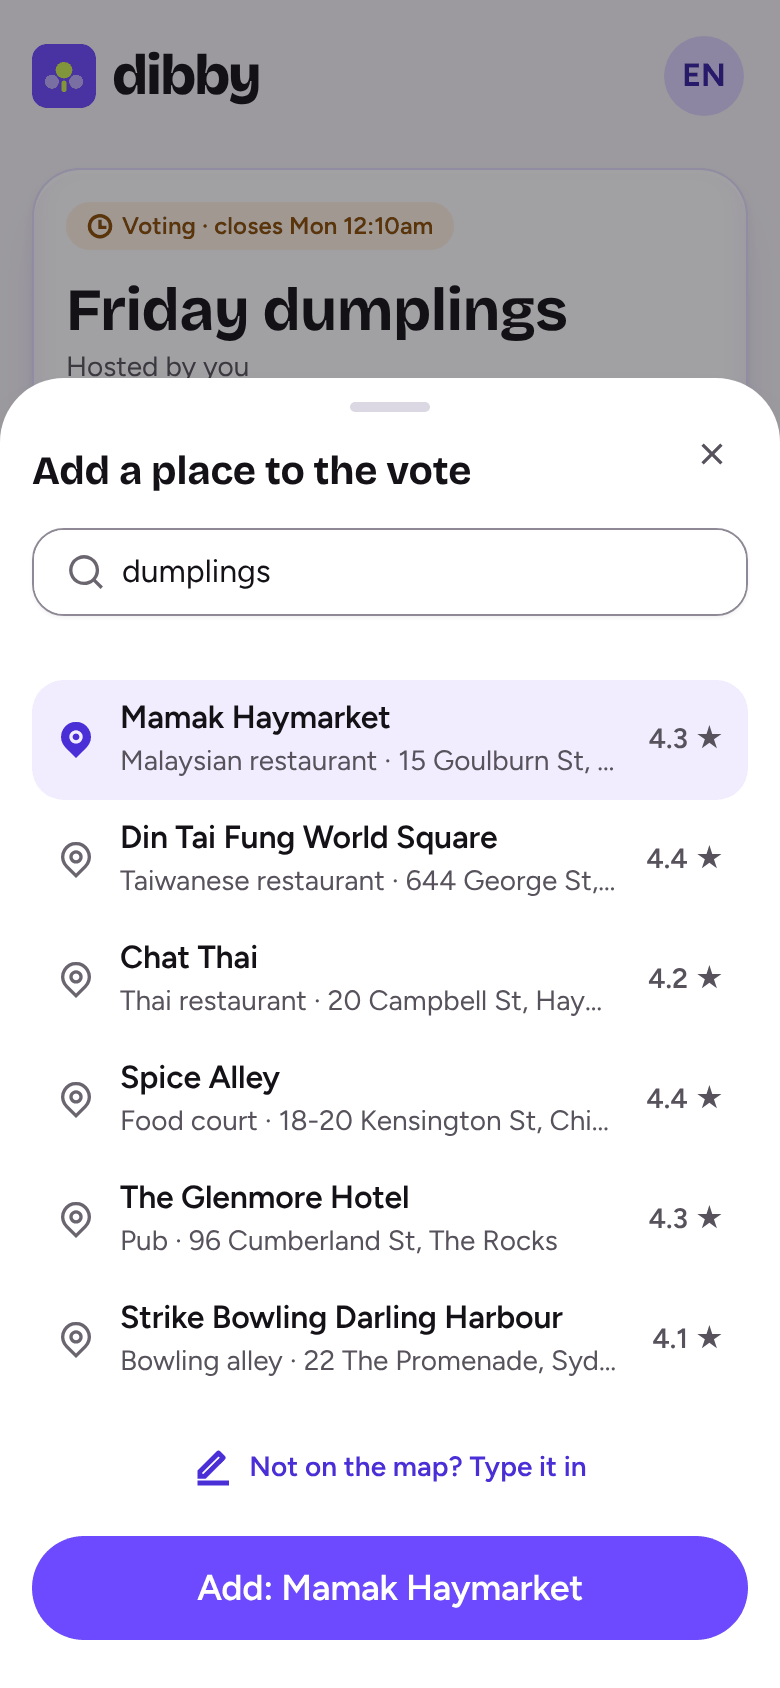 dibby
EN
Voting · closes Mon 12:10am
Friday dumplings
Hosted by you
Add a place to the vote
dumplings
Mamak Haymarket
Malaysian restaurant · 15 Goulburn St, ...
4.3 ★
Din Tai Fung World Square
Taiwanese restaurant · 644 George St,...
4.4 ★
Chat Thai
Thai restaurant · 20 Campbell St, Hay...
4.2 ★
Spice Alley
Food court · 18-20 Kensington St, Chi...
4.4 ★
The Glenmore Hotel
Pub · 96 Cumberland St, The Rocks
4.3 ★
Strike Bowling Darling Harbour
Bowling alley · 22 The Promenade, Syd...
4.1 ★
Not on the map? Type it in
Add: Mamak Haymarket